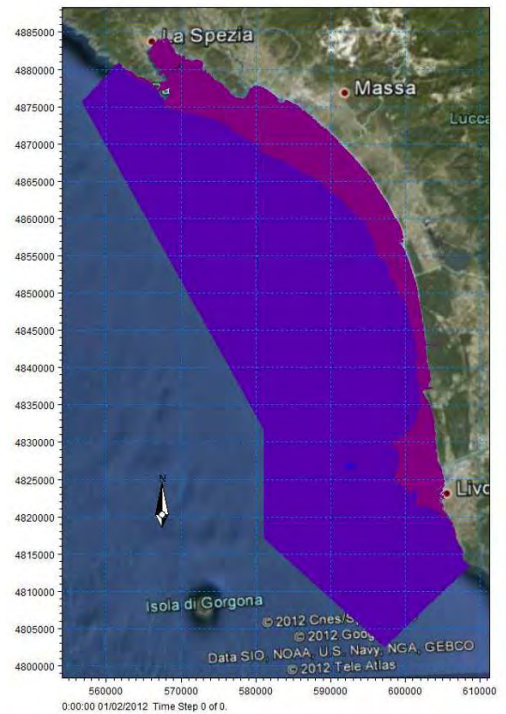 4885000
La Spezia
4880000
Massa
4875000
Lucca
4870000
4865000
4860000
4855000
4850000
4845000
4840000
4835000
4830000
4825000
Livo
4820000
N
4815000
4810000
Isola di Gorgona
© 2012 Cnes/S
4805000
© 2012 Goog
Data SIO, NOAA, U.S. Navy, NGA, GEBCO
4800000
© 2012 Tele Atlas
560000 570000 580000 590000 600000 610000
0:00:00 01/02/2012 Time Step 0 of 0.